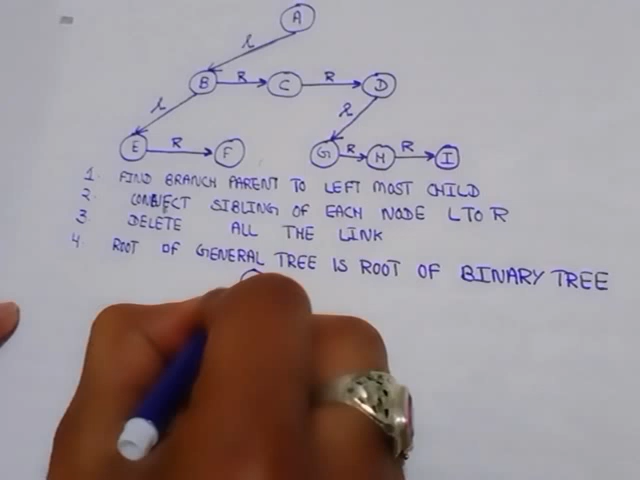 A
l
B R C R D
l l
E R F G R H R I
1. FIND BRANCH PARENT TO LEFT MOST CHILD
2. CONNECT SIBLING OF EACH NODE L TO R
3. DELETE ALL THE LINK
4. ROOT OF GENERAL TREE IS ROOT OF BINARY TREE